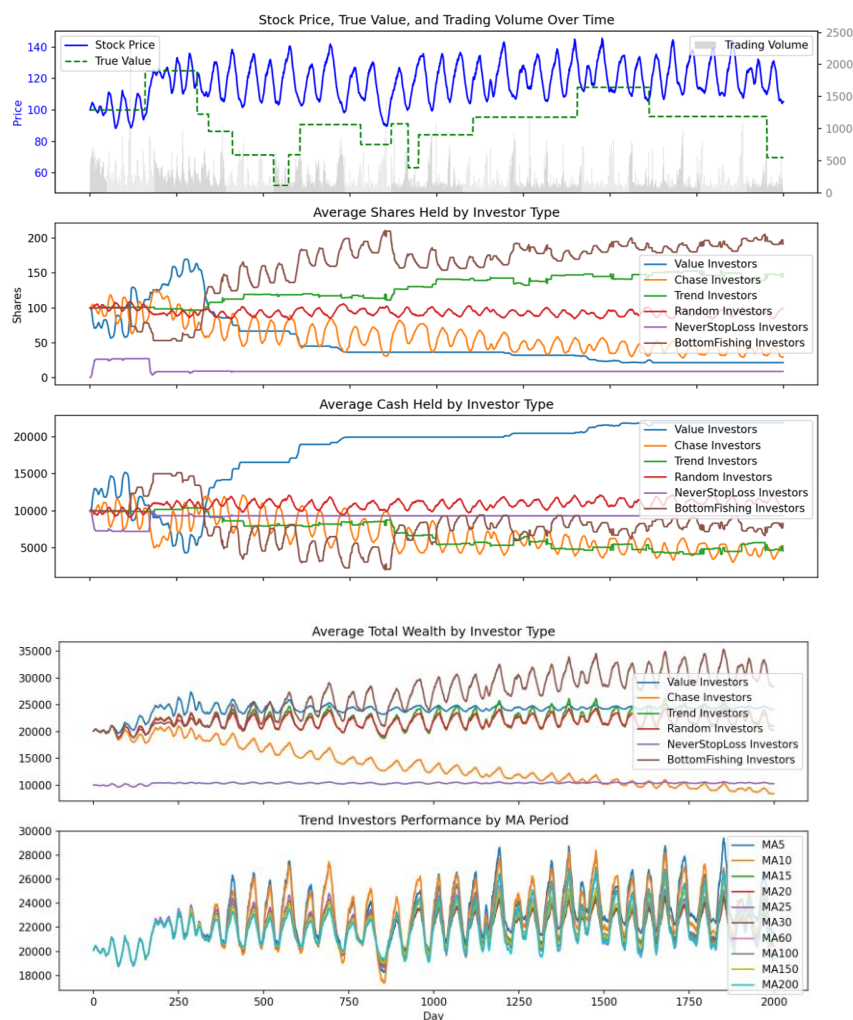 Stock Price, True Value, and Trading Volume Over Time
Stock Price
True Value
Trading Volume
Price
140
120
100
80
60
2500
2000
1500
1000
500
0
Average Shares Held by Investor Type
Shares
200
150
100
50
0
Value Investors
Chase Investors
Trend Investors
Random Investors
NeverStopLoss Investors
BottomFishing Investors
Average Cash Held by Investor Type
20000
15000
10000
5000
Value Investors
Chase Investors
Trend Investors
Random Investors
NeverStopLoss Investors
BottomFishing Investors
Average Total Wealth by Investor Type
35000
30000
25000
20000
15000
10000
Value Investors
Chase Investors
Trend Investors
Random Investors
NeverStopLoss Investors
BottomFishing Investors
Trend Investors Performance by MA Period
30000
28000
26000
24000
22000
20000
18000
MA5
MA10
MA15
MA20
MA25
MA30
MA60
MA100
MA150
MA200
0 250 500 750 1000 1250 1500 1750 2000
Day